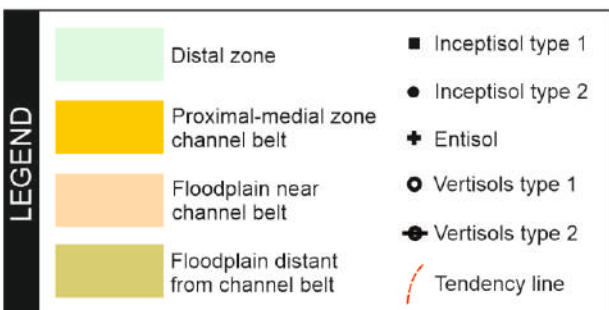 LEGEND
Distal zone
Proximal-medial zone
channel belt
Floodplain near
channel belt
Floodplain distant
from channel belt
Inceptisol type 1
Inceptisol type 2
Entisol
Vertisols type 1
Vertisols type 2
Tendency line